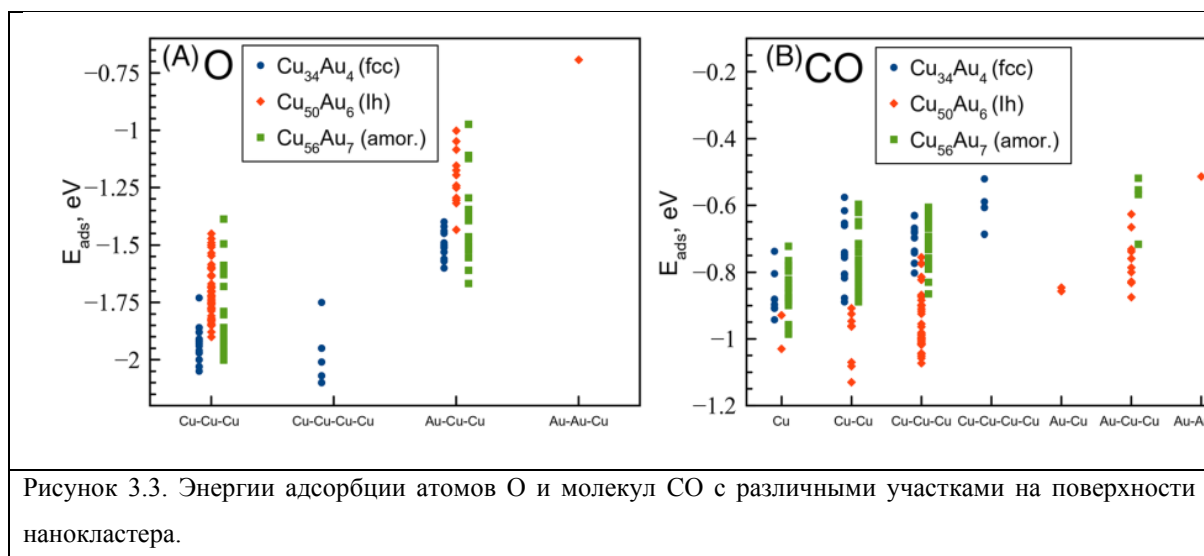 (A) O
Cu34Au4 (fcc)
Cu50Au6 (Ih)
Cu56Au7 (amor.)
Eads, eV
−0.75
−1
−1.25
−1.5
−1.75
−2
Cu-Cu-Cu
Cu-Cu-Cu-Cu
Au-Cu-Cu
Au-Au-Cu
(B) CO
Cu34Au4 (fcc)
Cu50Au6 (Ih)
Cu56Au7 (amor.)
Eads, eV
−0.2
−0.4
−0.6
−0.8
−1
−1.2
Cu
Cu-Cu
Cu-Cu-Cu
Cu-Cu-Cu-Cu
Au-Cu
Au-Cu-Cu
Рисунок 3.3. Энергии адсорбции атомов O и молекул CO с различными участками на поверхности
нанокластера.